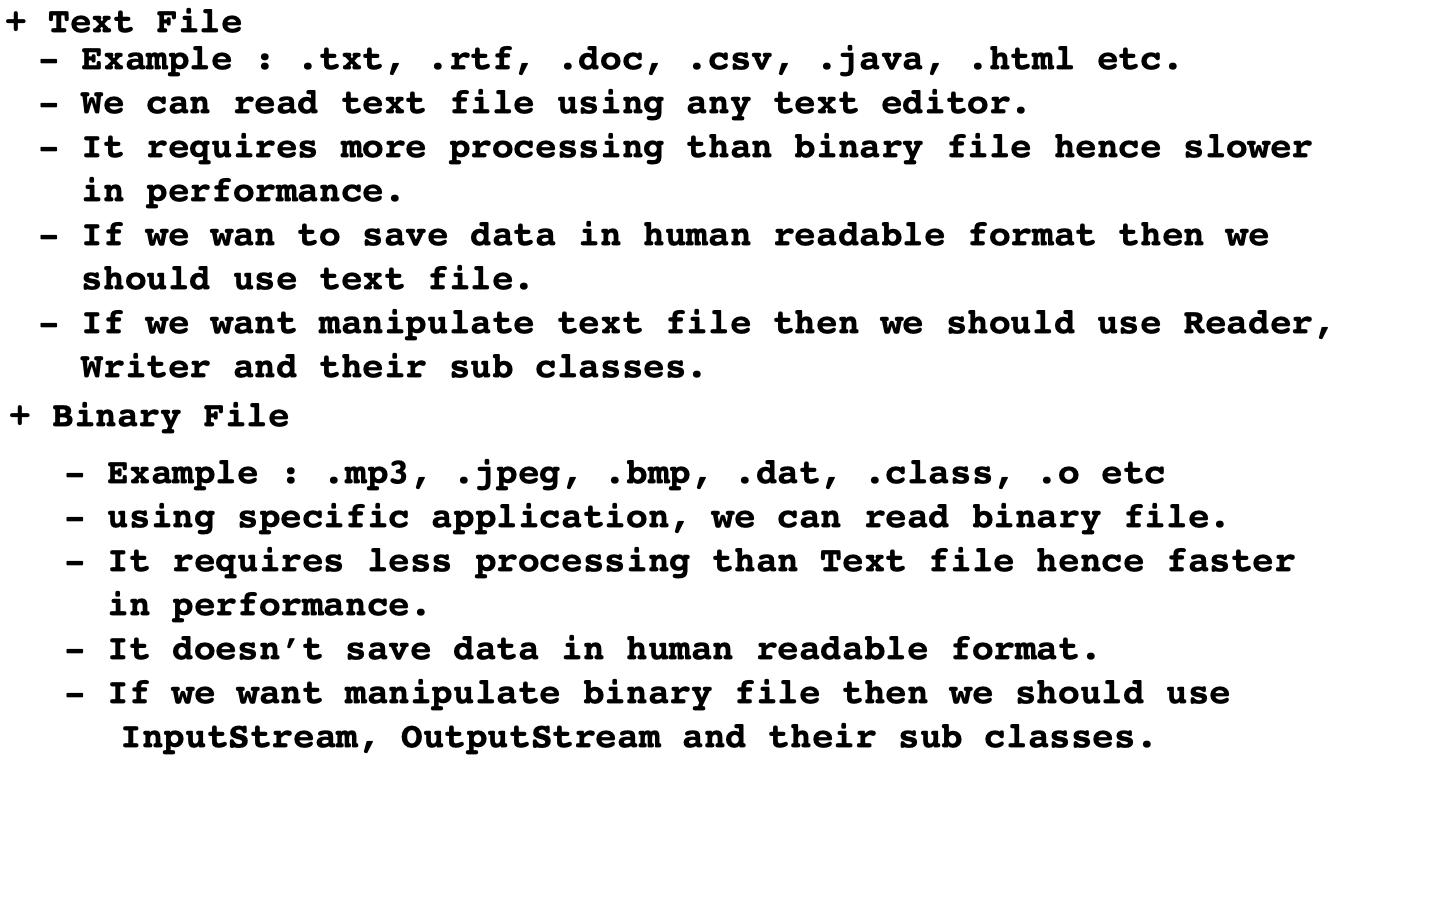 + Text File
- Example : .txt, .rtf, .doc, .csv, .java, .html etc.
- We can read text file using any text editor.
- It requires more processing than binary file hence slower
in performance.
- If we wan to save data in human readable format then we
should use text file.
- If we want manipulate text file then we should use Reader,
Writer and their sub classes.
+ Binary File
- Example : .mp3, .jpeg, .bmp, .dat, .class, .o etc
- using specific application, we can read binary file.
- It requires less processing than Text file hence faster
in performance.
- It doesn’t save data in human readable format.
- If we want manipulate binary file then we should use
InputStream, OutputStream and their sub classes.